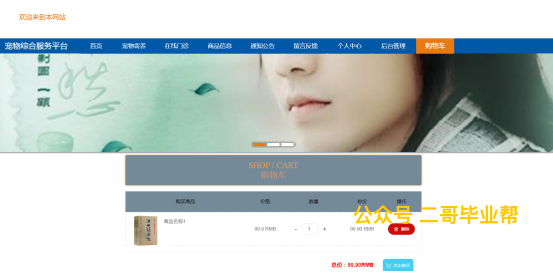 欢迎来到本网站
宠物综合服务平台 首页 宠物寄养 在线门诊 商品信息 通知公告 留言反馈 个人中心 后台管理 购物车
SHOP / CART
购物车
购买商品 价格 数量 总价 操作
商品名称1
99.9 RMB - 1 + 99.90 RMB 删除
公众号 二哥毕业帮
总价：99.90RMB 点击购买